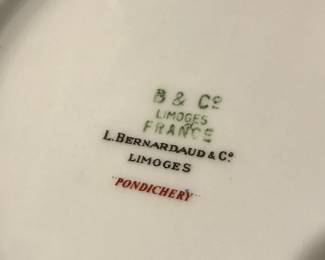 B & Cº
LIMOGES
FRANCE
L. BERNARDAUD & Cº
LIMOGES
"PONDICHERY"